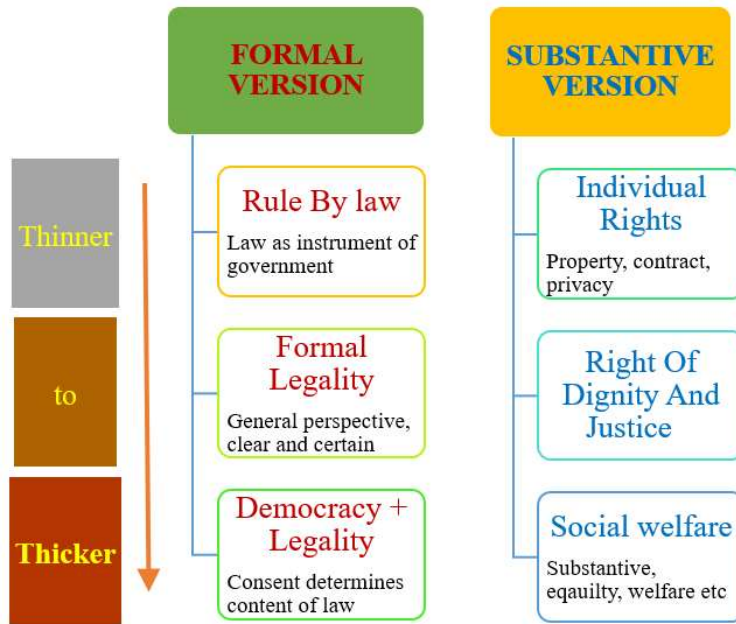 FORMAL
VERSION
SUBSTANTIVE
VERSION
Thinner
to
Thicker
Rule By law
Law as instrument of
government
Formal
Legality
General perspective,
clear and certain
Democracy +
Legality
Consent determines
content of law
Individual
Rights
Property, contract,
privacy
Right Of
Dignity And
Justice
Social welfare
Substantive,
equailty, welfare etc